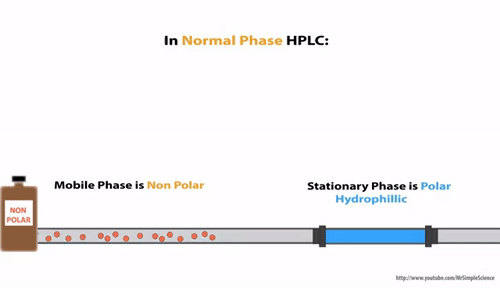 In Normal Phase HPLC:
Mobile Phase is Non Polar
Stationary Phase is Polar
Hydrophillic
NON
POLAR
http://www.youtube.com/MrSimpleScience